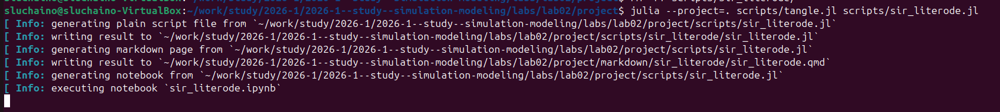 sluchaino@sluchaino-VirtualBox:~/work/study/2026-1/2026-1--study--simulation-modeling/labs/lab02/project$ julia --project=. scripts/tangle.jl scripts/sir_literode.jl
[ Info: generating plain script file from `~/work/study/2026-1/2026-1--study--simulation-modeling/labs/lab02/project/scripts/sir_literode.jl`
[ Info: writing result to `~/work/study/2026-1/2026-1--study--simulation-modeling/labs/lab02/project/scripts/sir_literode/sir_literode.jl`
[ Info: generating markdown page from `~/work/study/2026-1/2026-1--study--simulation-modeling/labs/lab02/project/scripts/sir_literode.jl`
[ Info: writing result to `~/work/study/2026-1/2026-1--study--simulation-modeling/labs/lab02/project/markdown/sir_literode/sir_literode.qmd`
[ Info: generating notebook from `~/work/study/2026-1/2026-1--study--simulation-modeling/labs/lab02/project/scripts/sir_literode.jl`
[ Info: executing notebook `sir_literode.ipynb`